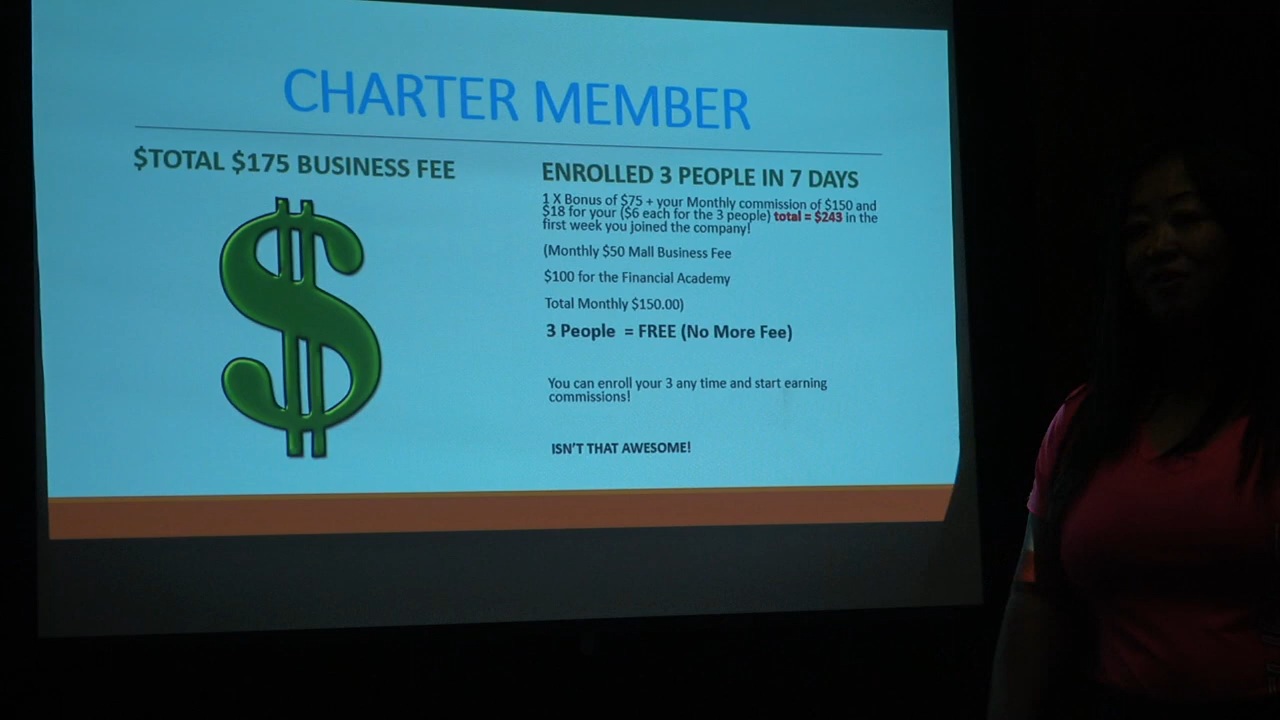 CHARTER MEMBER
$TOTAL $175 BUSINESS FEE
ENROLLED 3 PEOPLE IN 7 DAYS
1 X Bonus of $75 + your Monthly commission of $150 and
$18 for your ($6 each for the 3 people) total = $243 in the
first week you joined the company!
(Monthly $50 Mall Business Fee
$100 for the Financial Academy
Total Monthly $150.00)
3 People = FREE (No More Fee)
You can enroll your 3 any time and start earning
commissions!
ISN'T THAT AWESOME!